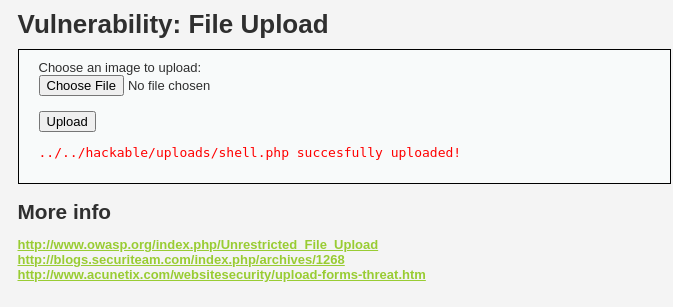 Vulnerability: File Upload
Choose an image to upload:
Choose File No file chosen
Upload
../../hackable/uploads/shell.php succesfully uploaded!
More info
http://www.owasp.org/index.php/Unrestricted_File_Upload
http://blogs.securiteam.com/index.php/archives/1268
http://www.acunetix.com/websitesecurity/upload-forms-threat.htm